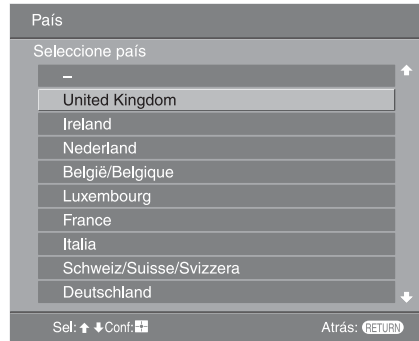 País
Seleccione país
–
United Kingdom
Ireland
Nederland
België/Belgique
Luxembourg
France
Italia
Schweiz/Suisse/Svizzera
Deutschland
Sel: Conf: Atrás: RETURN